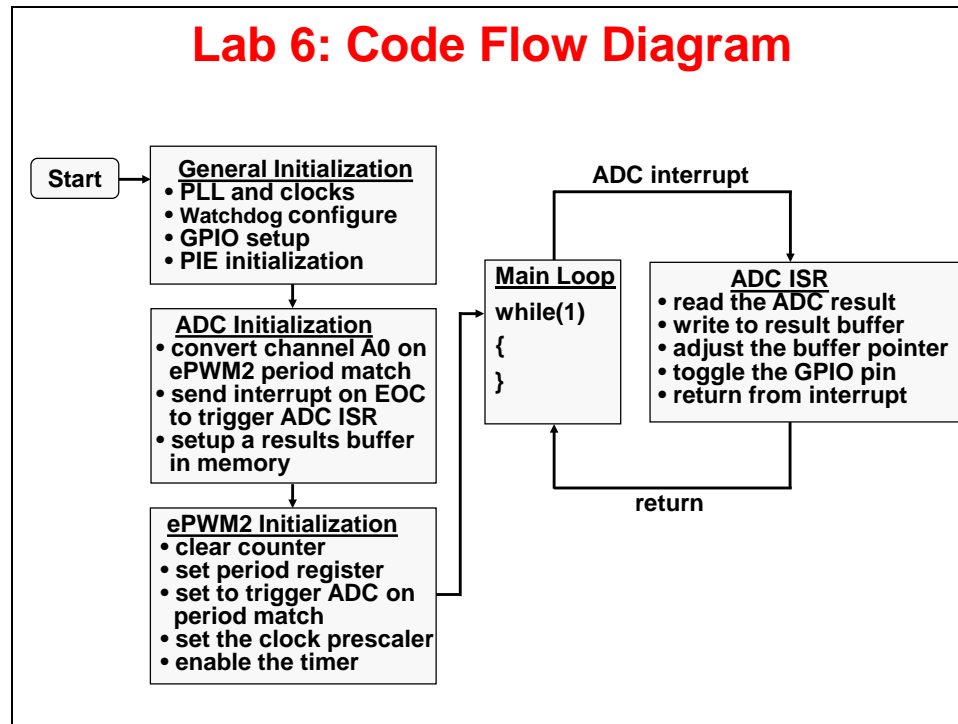 Lab 6: Code Flow Diagram
Start
General Initialization
• PLL and clocks
• Watchdog configure
• GPIO setup
• PIE initialization
ADC Initialization
• convert channel A0 on
ePWM2 period match
• send interrupt on EOC
to trigger ADC ISR
• setup a results buffer
in memory
ePWM2 Initialization
• clear counter
• set period register
• set to trigger ADC on
period match
• set the clock prescaler
• enable the timer
Main Loop
while(1)
{
}
ADC interrupt
ADC ISR
• read the ADC result
• write to result buffer
• adjust the buffer pointer
• toggle the GPIO pin
• return from interrupt
return